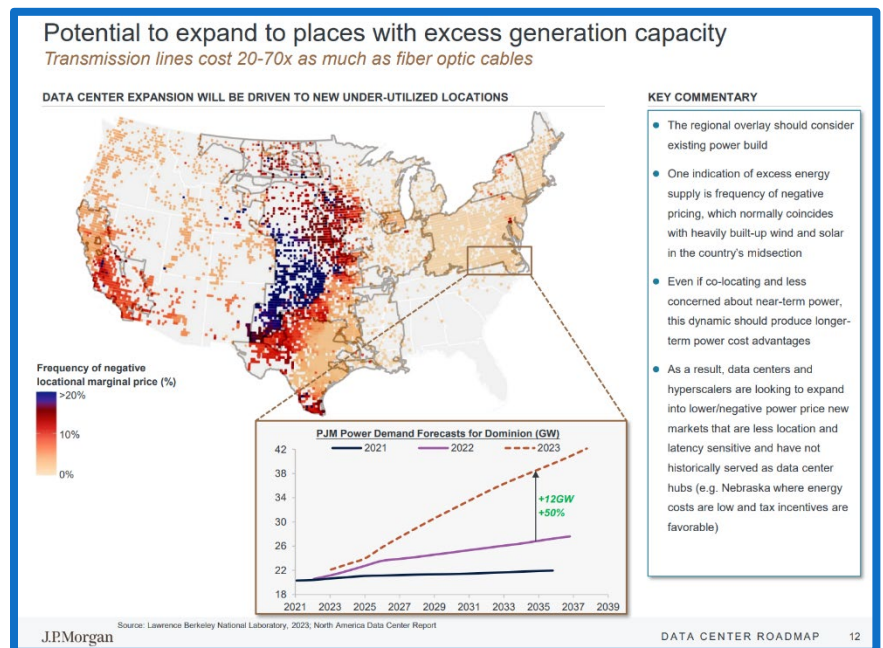 Potential to expand to places with excess generation capacity
Transmission lines cost 20-70x as much as fiber optic cables
DATA CENTER EXPANSION WILL BE DRIVEN TO NEW UNDER-UTILIZED LOCATIONS
Frequency of negative
locational marginal price (%)
>20%
10%
0%
PJM Power Demand Forecasts for Dominion (GW)
2021 2022 2023
42
38
34
30
26
22
18
+12GW
+50%
2021 2023 2025 2027 2029 2031 2033 2035 2037 2039
KEY COMMENTARY
• The regional overlay should consider
existing power build
• One indication of excess energy
supply is frequency of negative
pricing, which normally coincides
with heavily built-up wind and solar
in the country's midsection
• Even if co-locating and less
concerned about near-term power,
this dynamic should produce longer-
term power cost advantages
• As a result, data centers and
hyperscalers are looking to expand
into lower/negative power price new
markets that are less location and
latency sensitive and have not
historically served as data center
hubs (e.g. Nebraska where energy
costs are low and tax incentives are
favorable)
Source: Lawrence Berkeley National Laboratory, 2023; North America Data Center Report
J.P.Morgan
DATA CENTER ROADMAP 12